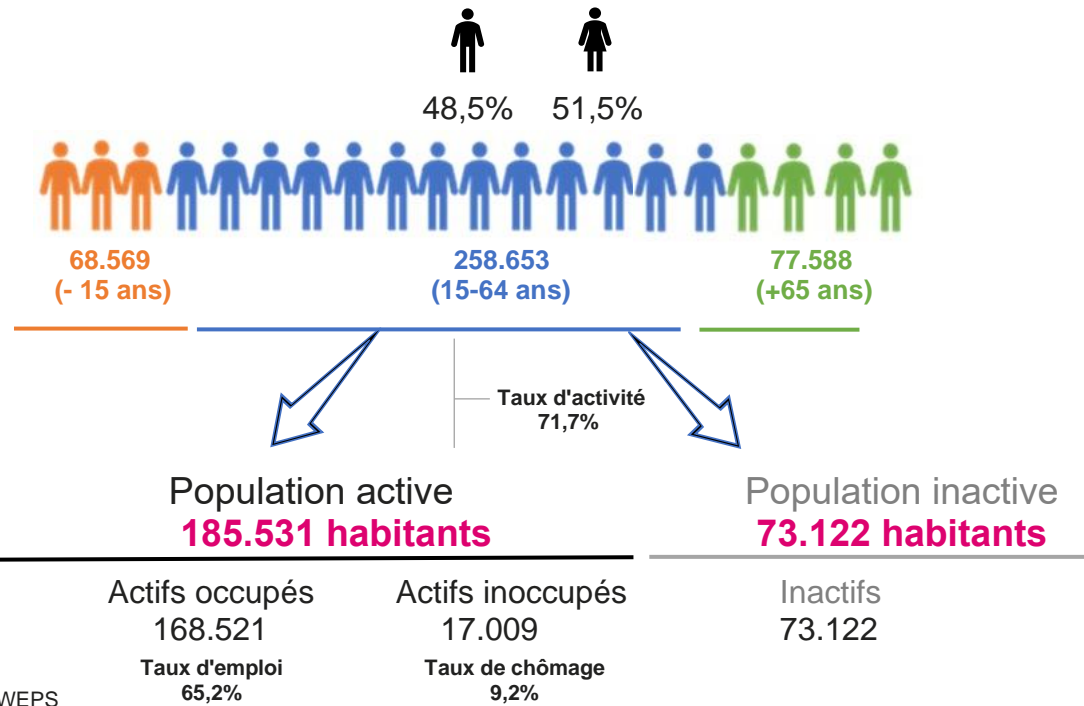 48,5% 51,5%
68.569 258.653 77.588
(- 15 ans) (15-64 ans) (+65 ans)
Taux d'activité
71,7%
Population active Population inactive
185.531 habitants 73.122 habitants
Actifs occupés Actifs inoccupés Inactifs
168.521 17.009 73.122
Taux d'emploi Taux de chômage
65,2% 9,2%
WEPS